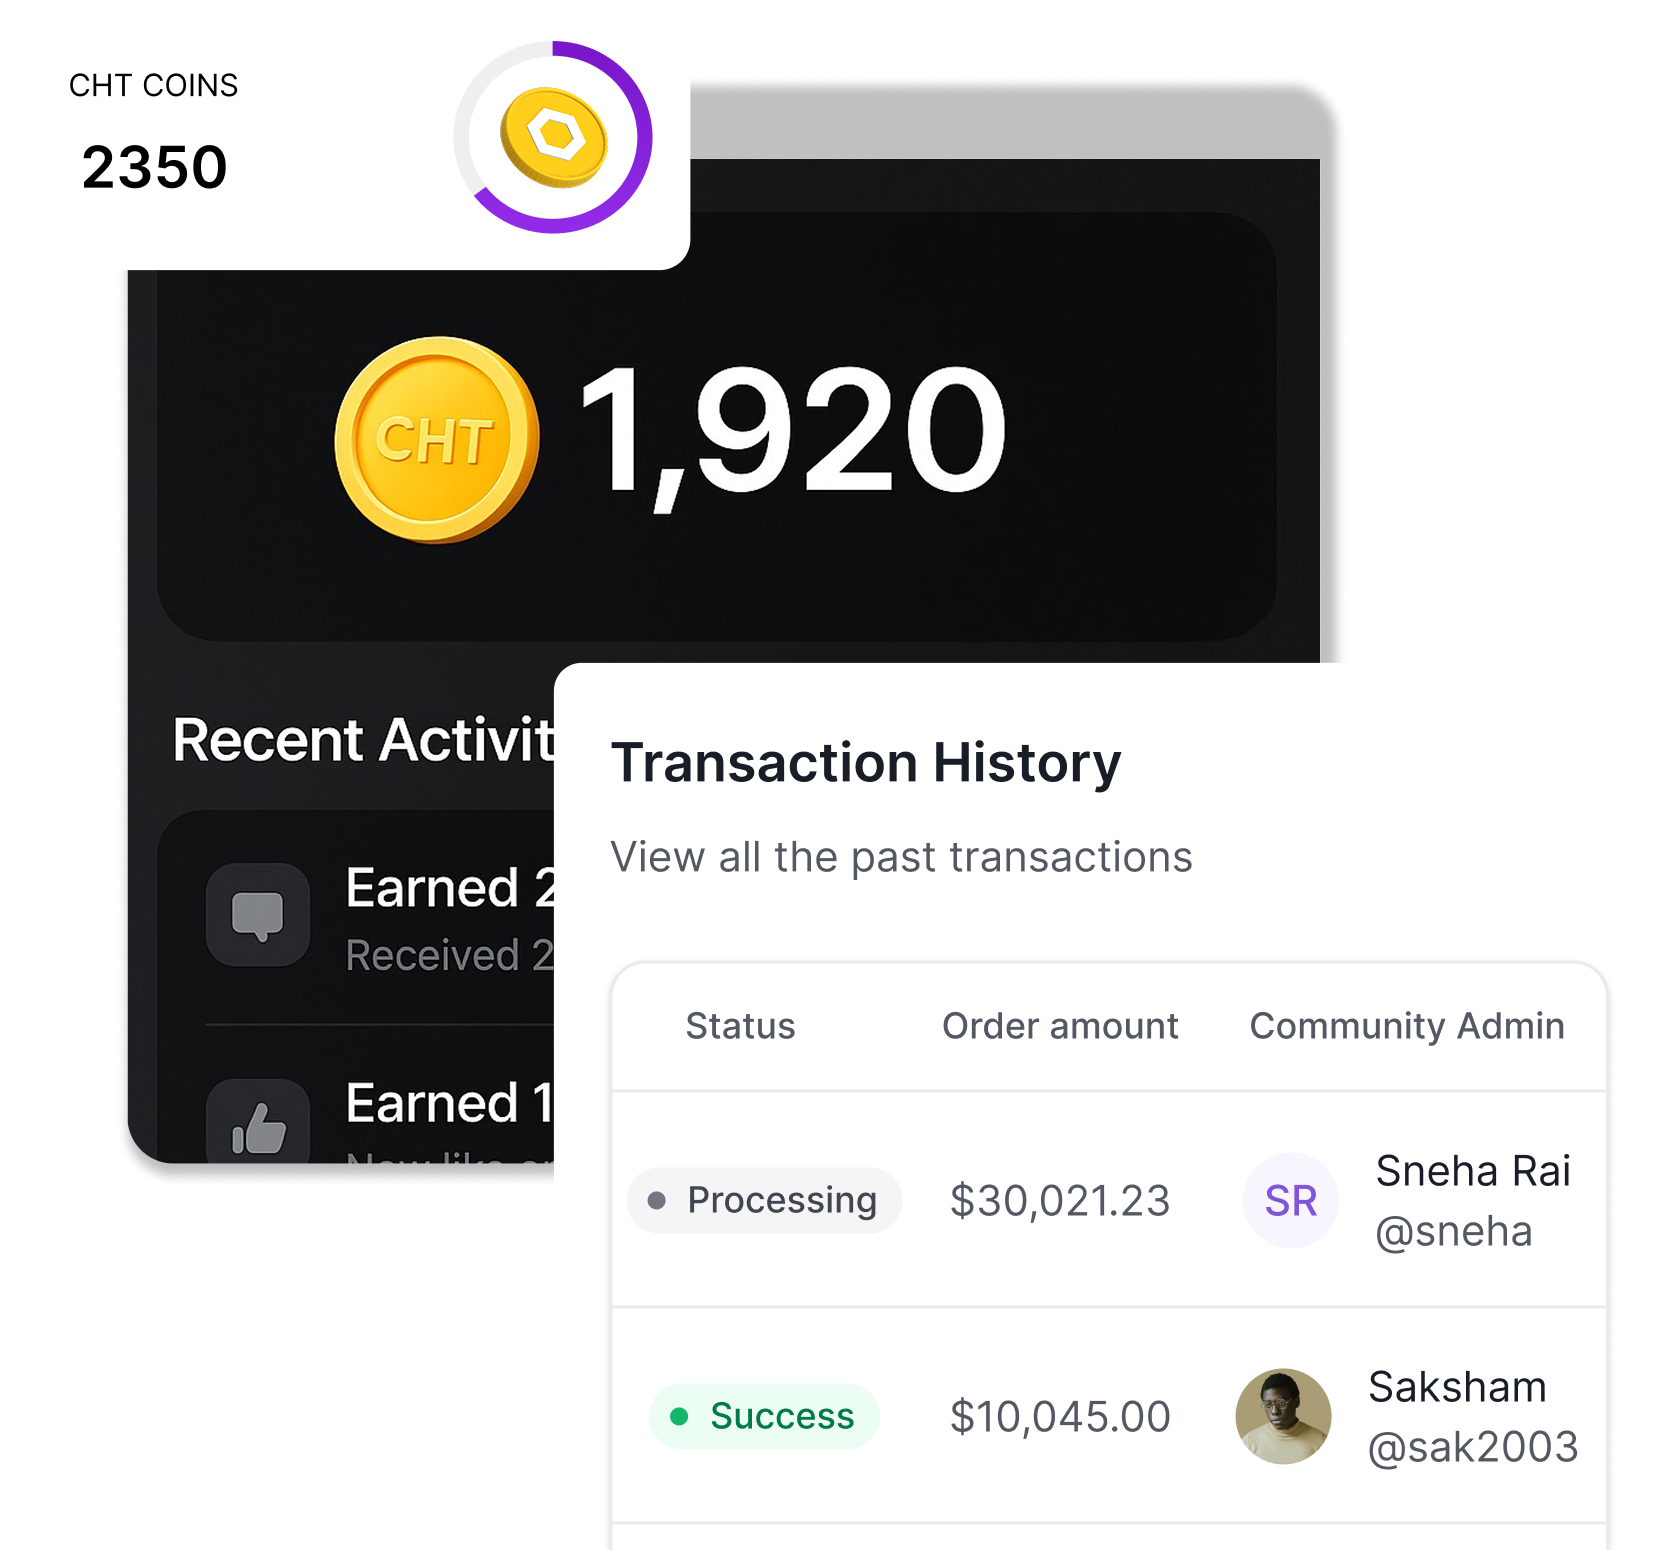 CHT COINS
2350
CHT
1,920
Recent Activit
Earned 2
Received 2
Earned 1
Transaction History
View all the past transactions
Status Order amount Community Admin
Processing $30,021.23 SR Sneha Rai
@sneha
Success $10,045.00 Saksham
@sak2003